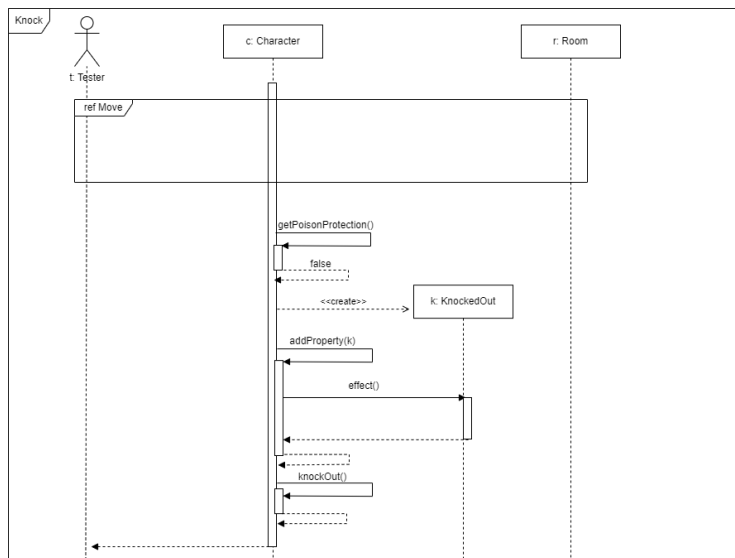 Knock
c: Character
r: Room
t: Tester
ref Move
getPoisonProtection()
false
<<create>>
k: KnockedOut
addProperty(k)
effect()
knockOut()